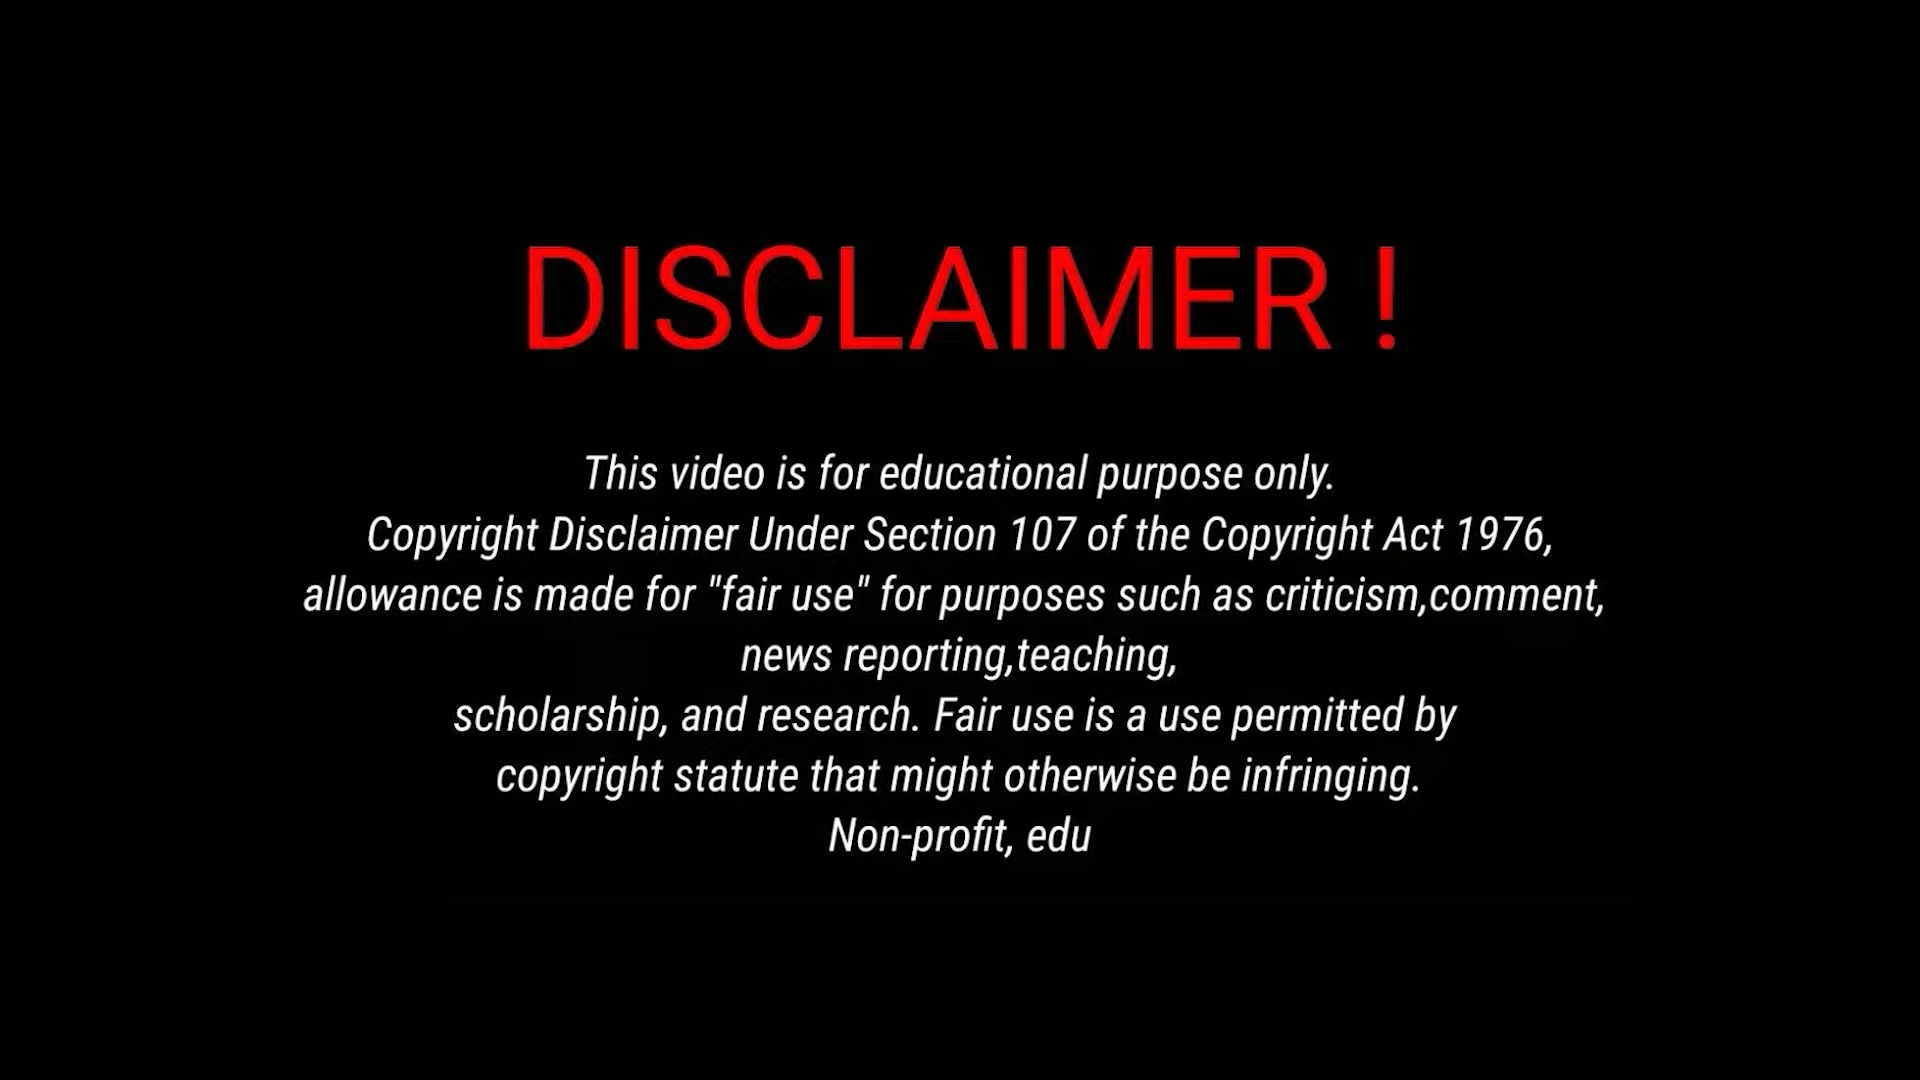 DISCLAIMER !
This video is for educational purpose only.
Copyright Disclaimer Under Section 107 of the Copyright Act 1976,
allowance is made for "fair use" for purposes such as criticism,comment,
news reporting,teaching,
scholarship, and research. Fair use is a use permitted by
copyright statute that might otherwise be infringing.
Non-profit, edu